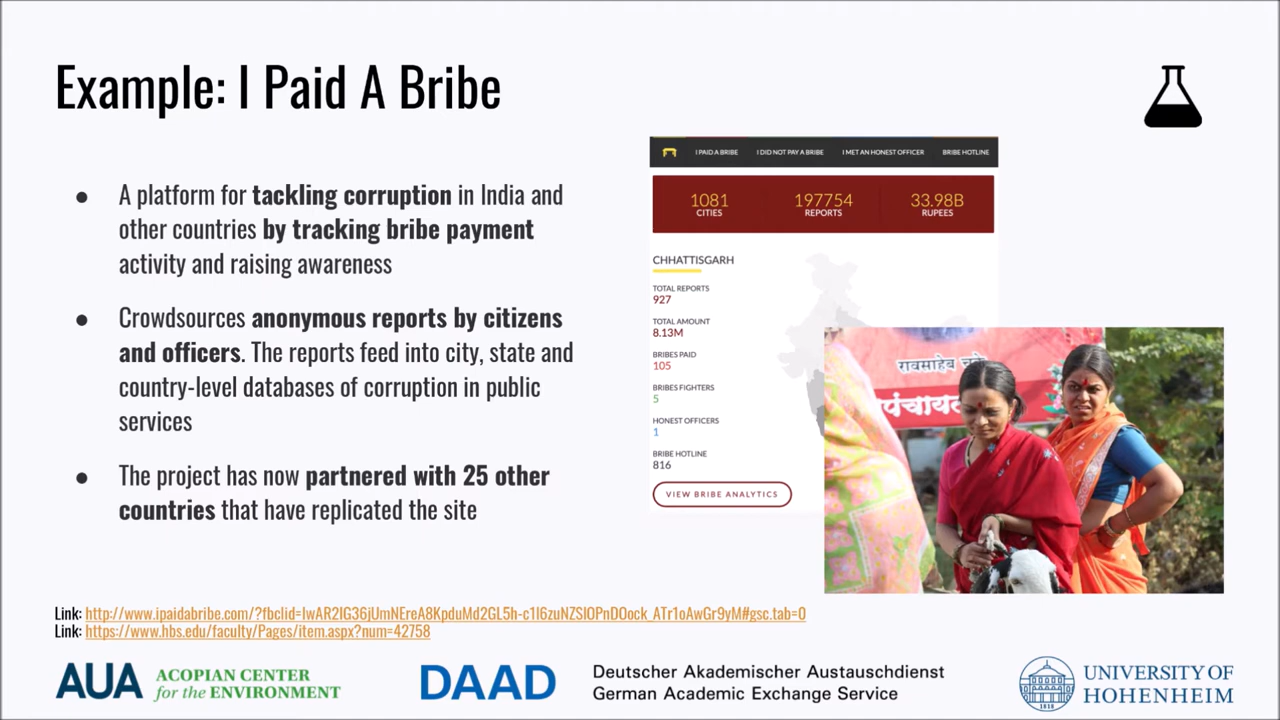 Example: I Paid A Bribe
● A platform for tackling corruption in India and
other countries by tracking bribe payment
activity and raising awareness
● Crowdsources anonymous reports by citizens
and officers. The reports feed into city, state and
country-level databases of corruption in public
services
● The project has now partnered with 25 other
countries that have replicated the site
I PAID A BRIBE I DID NOT PAY A BRIBE I MET AN HONEST OFFICER BRIBE HOTLINE
1081 197754 33.98B
CITIES REPORTS RUPEES
CHHATTISGARH
TOTAL REPORTS
927
TOTAL AMOUNT
8.13M
BRIBES PAID
105
BRIBES FIGHTERS
5
HONEST OFFICERS
1
BRIBE HOTLINE
816
VIEW BRIBE ANALYTICS
रावसाहेब
Link: http://www.ipaidabribe.com/?fbclid=IwAR2IG36jUmNEreA8KpduMd2GL5h-c1I6zuNZSIOPnDOock_ATr1oAwGr9yM#gsc.tab=0
Link: https://www.hbs.edu/faculty/Pages/item.aspx?num=42758
AUA ACOPIAN CENTER
for the ENVIRONMENT
DAAD
Deutscher Akademischer Austauschdienst
German Academic Exchange Service
1818
UNIVERSITY OF
HOHENHEIM